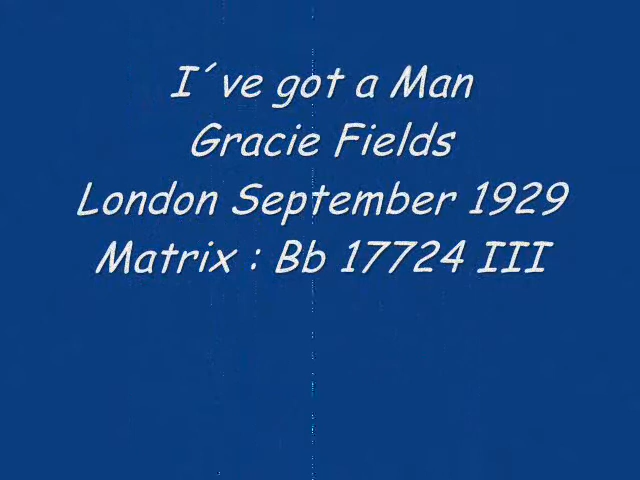 I´ve got a Man
Gracie Fields
London September 1929
Matrix : Bb 17724 III